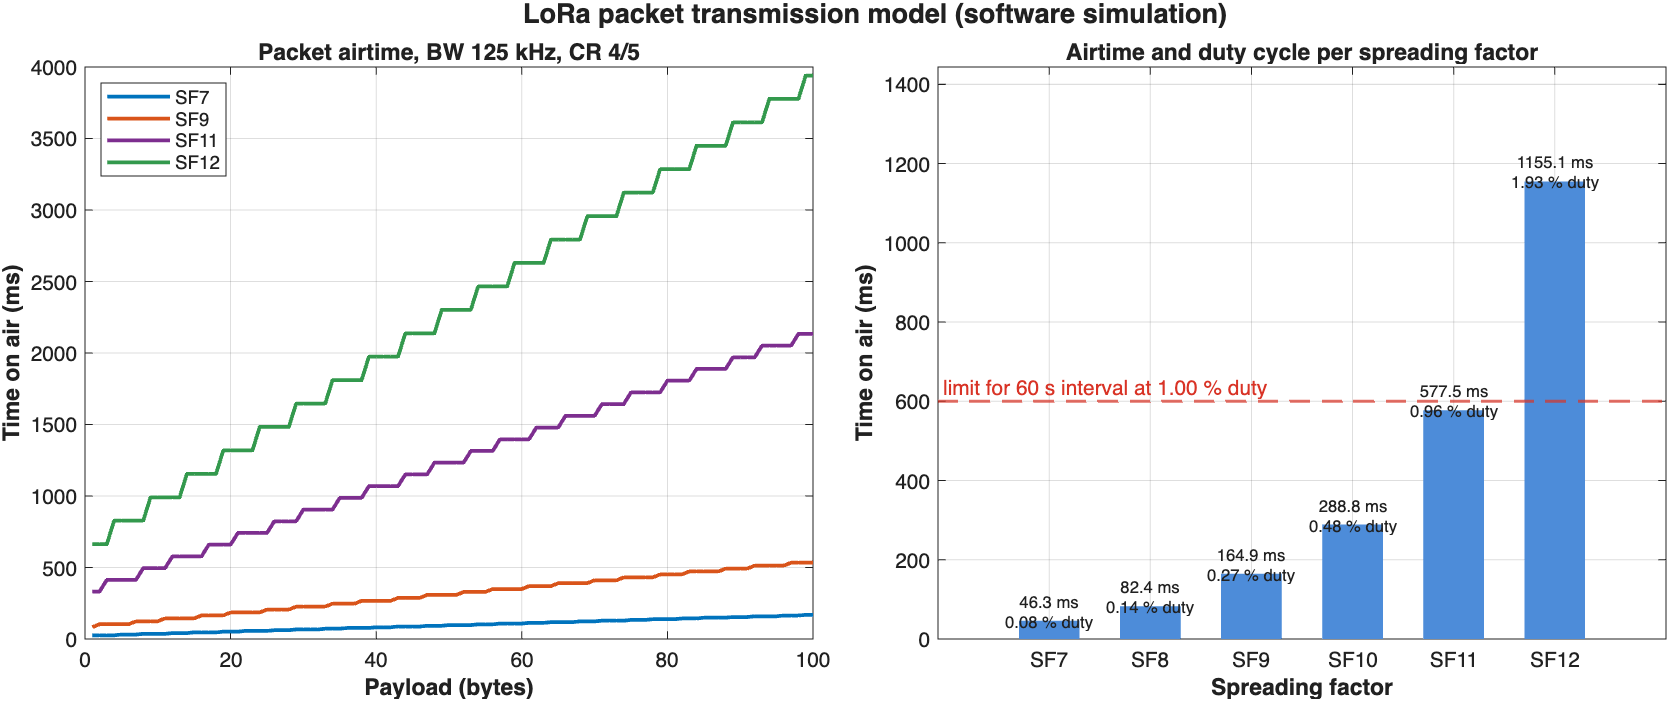 LoRa packet transmission model (software simulation)
Packet airtime, BW 125 kHz, CR 4/5
4000
3500
3000
2500
2000
1500
1000
500
0
0
20
40
60
80
100
Time on air (ms)
Payload (bytes)
SF7
SF9
SF11
SF12
Airtime and duty cycle per spreading factor
1400
1200
1000
800
600
400
200
0
Time on air (ms)
limit for 60 s interval at 1.00 % duty
46.3 ms
0.08 % duty
82.4 ms
0.14 % duty
164.9 ms
0.27 % duty
288.8 ms
0.48 % duty
577.5 ms
0.96 % duty
1155.1 ms
1.93 % duty
SF7
SF8
SF9
SF10
SF11
SF12
Spreading factor